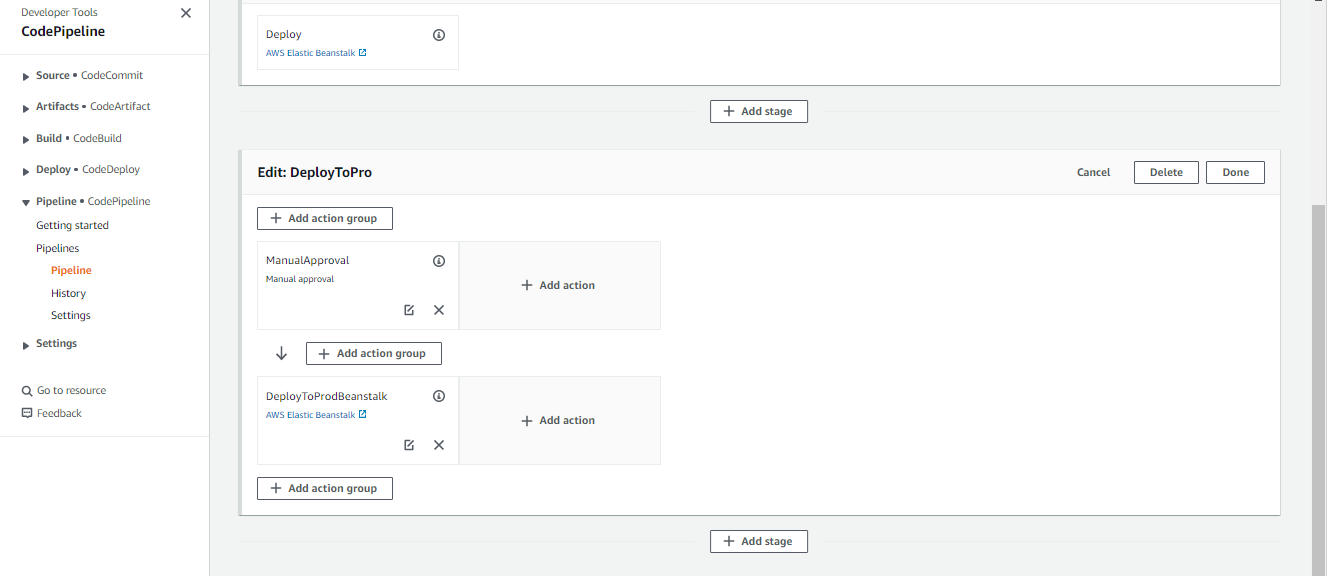 Developer Tools
CodePipeline
Source • CodeCommit
Artifacts • CodeArtifact
Build • CodeBuild
Deploy • CodeDeploy
Pipeline • CodePipeline
Getting started
Pipelines
Pipeline
History
Settings
Settings
Go to resource
Feedback
Deploy
AWS Elastic Beanstalk
Add stage
Edit: DeployToPro
Cancel Delete Done
Add action group
ManualApproval
Manual approval
Add action
Add action group
DeployToProdBeanstalk
AWS Elastic Beanstalk
Add action
Add action group
Add stage